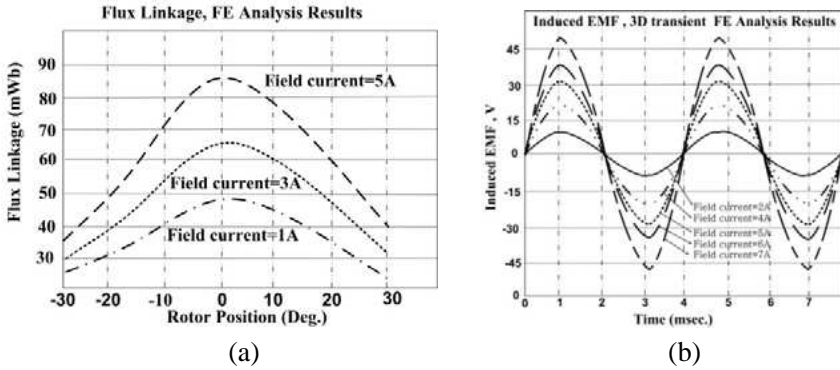 Flux Linkage, FE Analysis Results
Flux Linkage (mWb)
90
80
70
60
50
40
30
Field current=5A
Field current=3A
Field current=1A
-30 -20 -10 0 10 20 30
Rotor Position (Deg.)
(a)
Induced EMF , 3D transient FE Analysis Results
Induced EMF , V
45
30
15
0
-15
-30
-45
0
Field current=2A
Field current=4A
Field current=5A
Field current=6A
Field current=7A
0 1 2 3 4 5 6 7
Time (msec.)
(b)